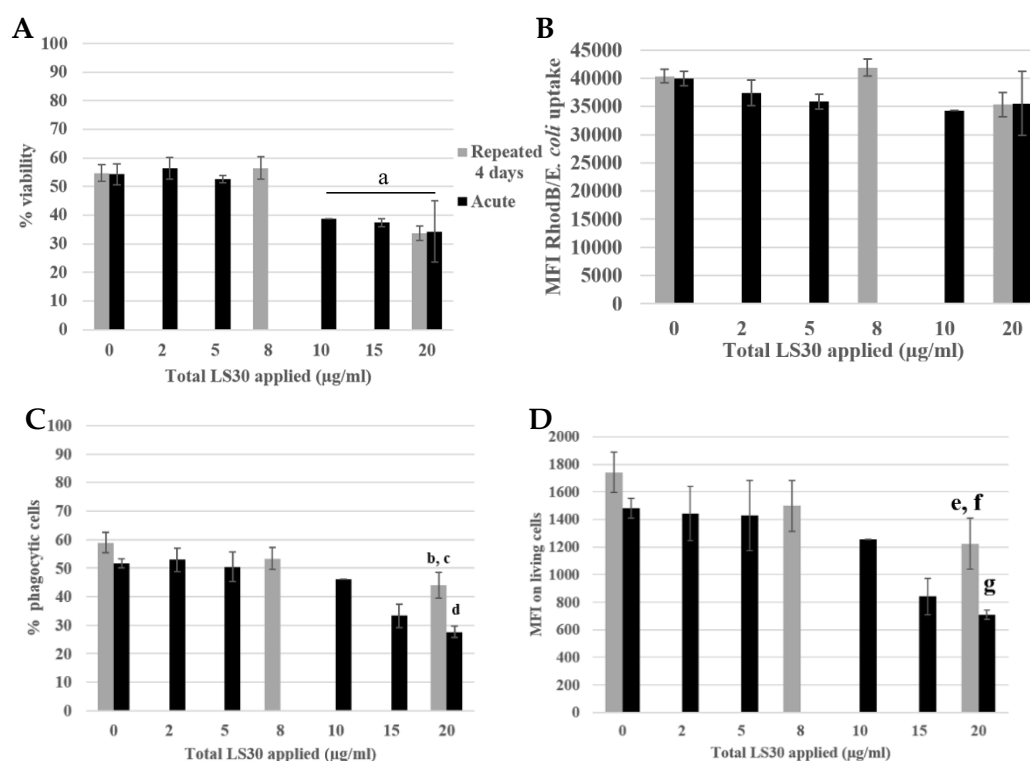 A
100
90
80
70
60
50
40
30
20
10
0
% viability
a
0 2 5 8 10 15 20
Total LS30 applied (µg/ml)
Repeated
4 days
Acute
B
45000
40000
35000
30000
25000
20000
15000
10000
5000
0
MFI RhodB/E. coli uptake
0 2 5 8 10 20
Total LS30 applied (µg/ml)
C
100
90
80
70
60
50
40
30
20
10
0
% phagocytic cells
b, c
d
0 2 5 8 10 15 20
Total LS30 applied (µg/ml)
D
2000
1800
1600
1400
1200
1000
800
600
400
200
0
MFI on living cells
e, f
g
0 2 5 8 10 15 20
Total LS30 applied (µg/ml)